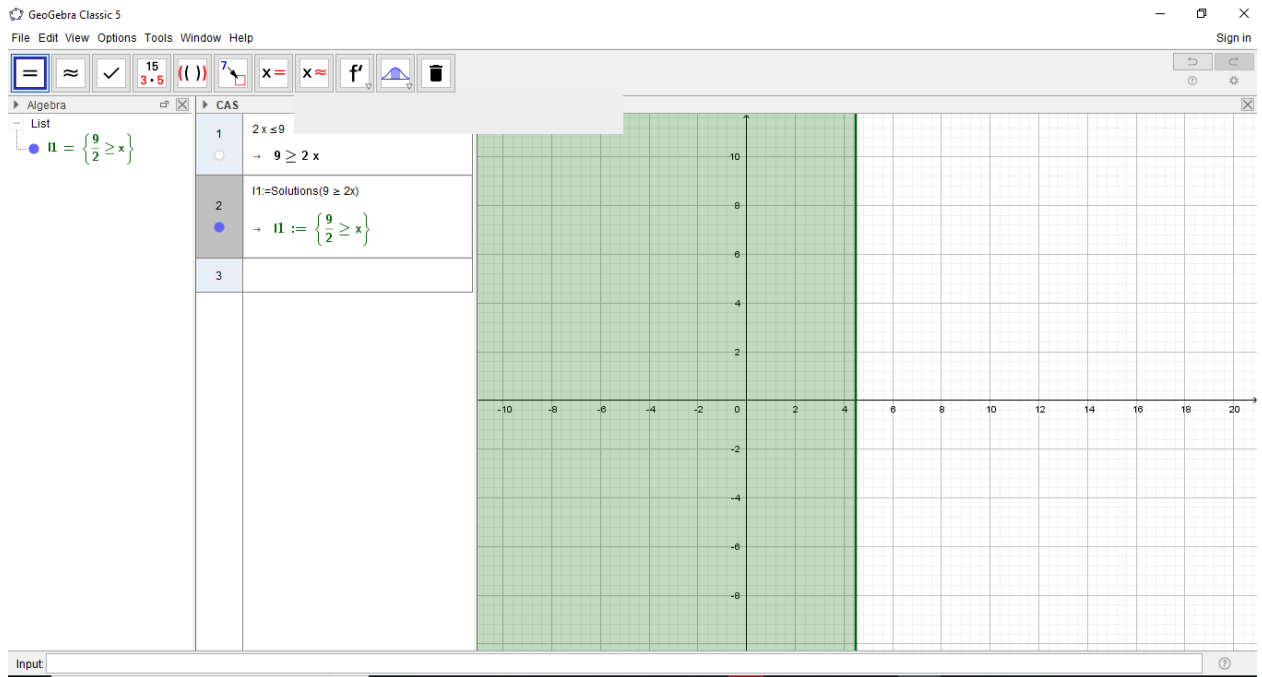 GeoGebra Classic 5
File Edit View Options Tools Window Help
Sign in
= ≈ ✓ 15 3•5 (( )) 7 x= x≈ f′
Algebra
CAS
List
l1 = {9/2 ≥ x}
1
2 x ≤ 9
→ 9 ≥ 2 x
2
l1:=Solutions(9 ≥ 2x)
→ l1 := {9/2 ≥ x}
3
10
8
6
4
2
-10 -8 -6 -4 -2 0 2 4 6 8 10 12 14 16 18 20
-2
-4
-6
-8
Input: